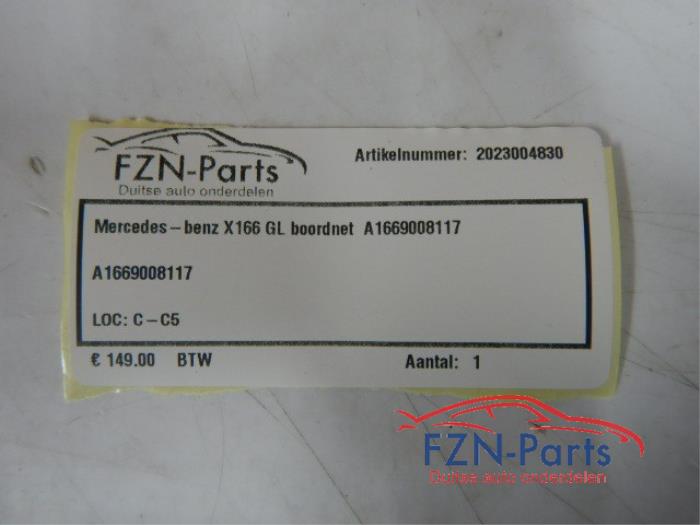 FZN-Parts
Duitse auto onderdelen
Artikelnummer: 2023004830
Mercedes-benz X166 GL boordnet A1669008117
A1669008117
LOC: C-C5
€ 149.00 BTW
Aantal: 1
FZN-Parts
Duitse auto onderdelen